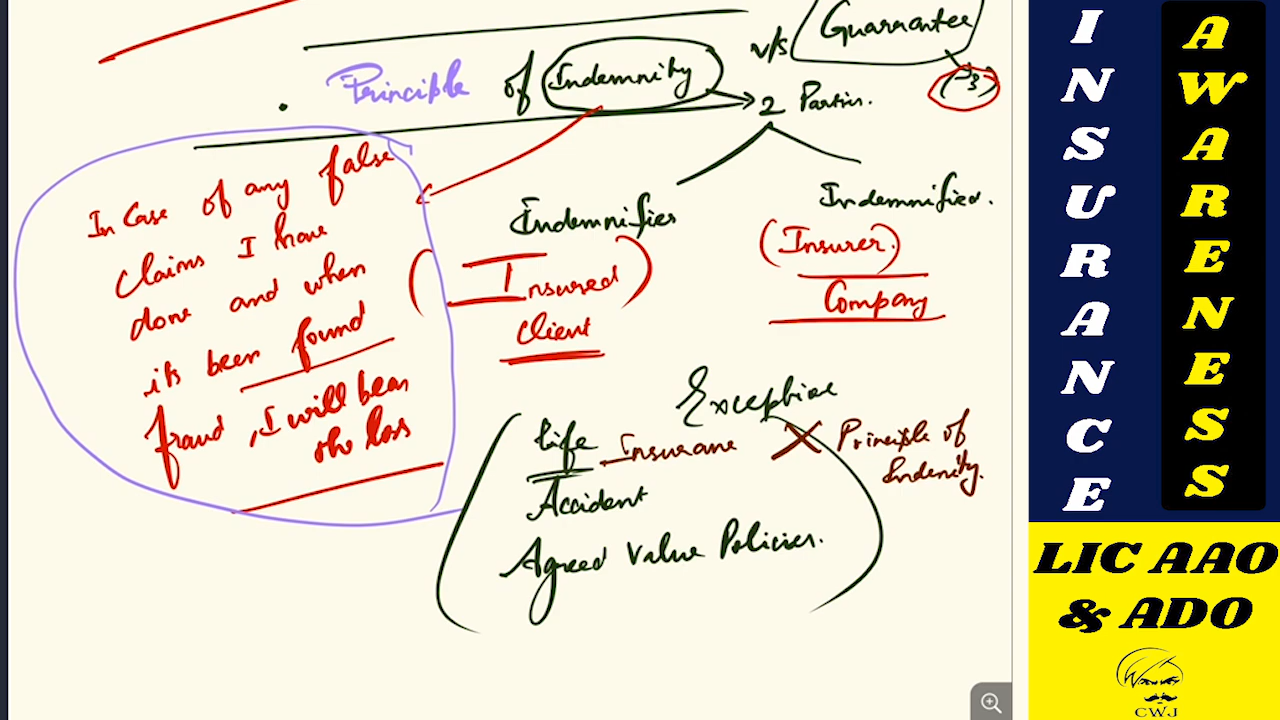 Principle of Indemnity v/s Guarantee
(3)
2 Parties.
In Case of any false
claims I have
done and when
its been found
fraud, I will bear
the loss
Indemnifier
(Insured)
Client
Indemnified.
(Insurer.)
Company
Exception
Life Insurance X Principle of
Indemnity.
Accident
Agreed Value Policies.
INSURANCE
AWARENESS
LIC AAO
& ADO
CWJ